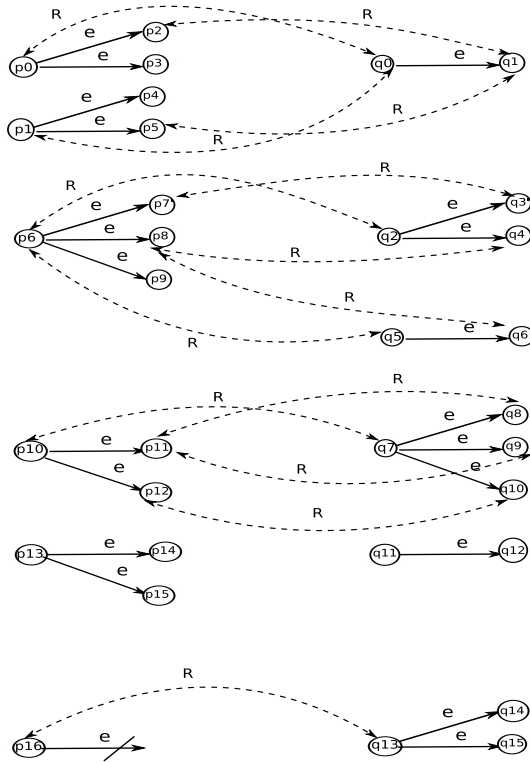 R R
e p2
p0 e p3 q0 e q1
e p4
p1 e p5 R
R
R R
e p7 e q3
p6 e p8 q2 e q4
e p9 R
R
R q5 e q6
R R
e q8
p10 e p11 q7 e q9
e p12 R e q10
R
p13 e p14 q11 e q12
e p15
R
e q14
p16 e q13 e q15